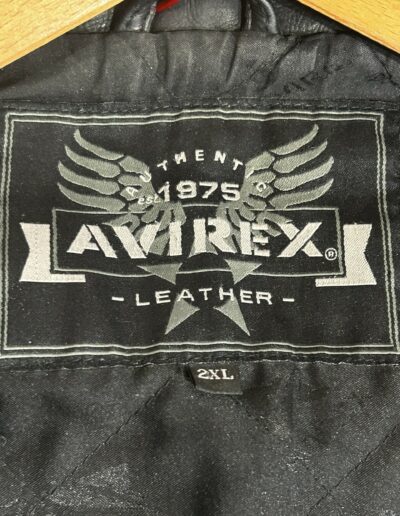 AUTHENTIC
est. 1975
AVIREX®
- LEATHER -
2XL